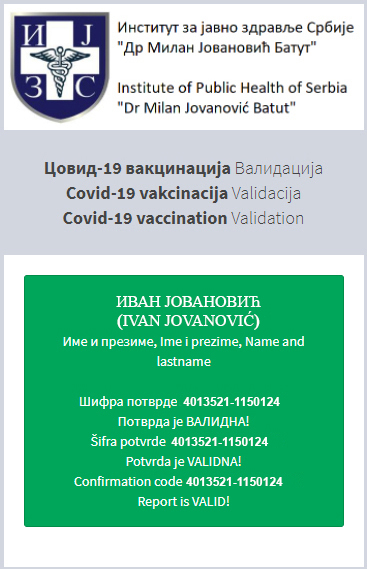 ИЈ
ЗС
Институт за јавно здравље Србије
"Др Милан Јовановић Батут"
Institute of Public Health of Serbia
"Dr Milan Jovanović Batut"
Цовид-19 вакцинација Валидација
Covid-19 vakcinacija Validacija
Covid-19 vaccination Validation
ИВАН ЈОВАНОВИЋ
(IVAN JOVANOVIĆ)
Име и презиме, Ime i prezime, Name and
lastname
Шифра потврде 4013521-1150124
Потврда је ВАЛИДНА!
Šifra potvrde 4013521-1150124
Potvrda je VALIDNA!
Confirmation code 4013521-1150124
Report is VALID!